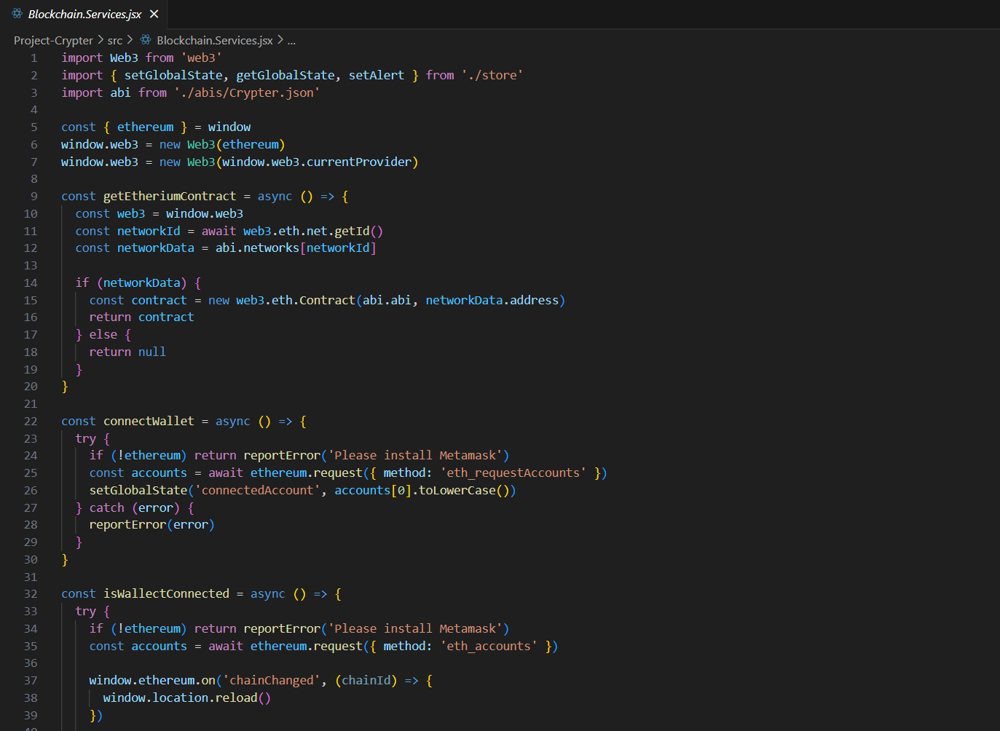 Blockchain.Services.jsx ×
Project-Crypter > src > Blockchain.Services.jsx > ...
1 import Web3 from 'web3'
2 import { setGlobalState, getGlobalState, setAlert } from './store'
3 import abi from './abis/Crypter.json'
4
5 const { ethereum } = window
6 window.web3 = new Web3(ethereum)
7 window.web3 = new Web3(window.web3.currentProvider)
8
9 const getEtheriumContract = async () => {
10   const web3 = window.web3
11   const networkId = await web3.eth.net.getId()
12   const networkData = abi.networks[networkId]
13
14   if (networkData) {
15     const contract = new web3.eth.Contract(abi.abi, networkData.address)
16     return contract
17   } else {
18     return null
19   }
20 }
21
22 const connectWallet = async () => {
23   try {
24     if (!ethereum) return reportError('Please install Metamask')
25     const accounts = await ethereum.request({ method: 'eth_requestAccounts' })
26     setGlobalState('connectedAccount', accounts[0].toLowerCase())
27   } catch (error) {
28     reportError(error)
29   }
30 }
31
32 const isWallectConnected = async () => {
33   try {
34     if (!ethereum) return reportError('Please install Metamask')
35     const accounts = await ethereum.request({ method: 'eth_accounts' })
36
37     window.ethereum.on('chainChanged', (chainId) => {
38       window.location.reload()
39     })